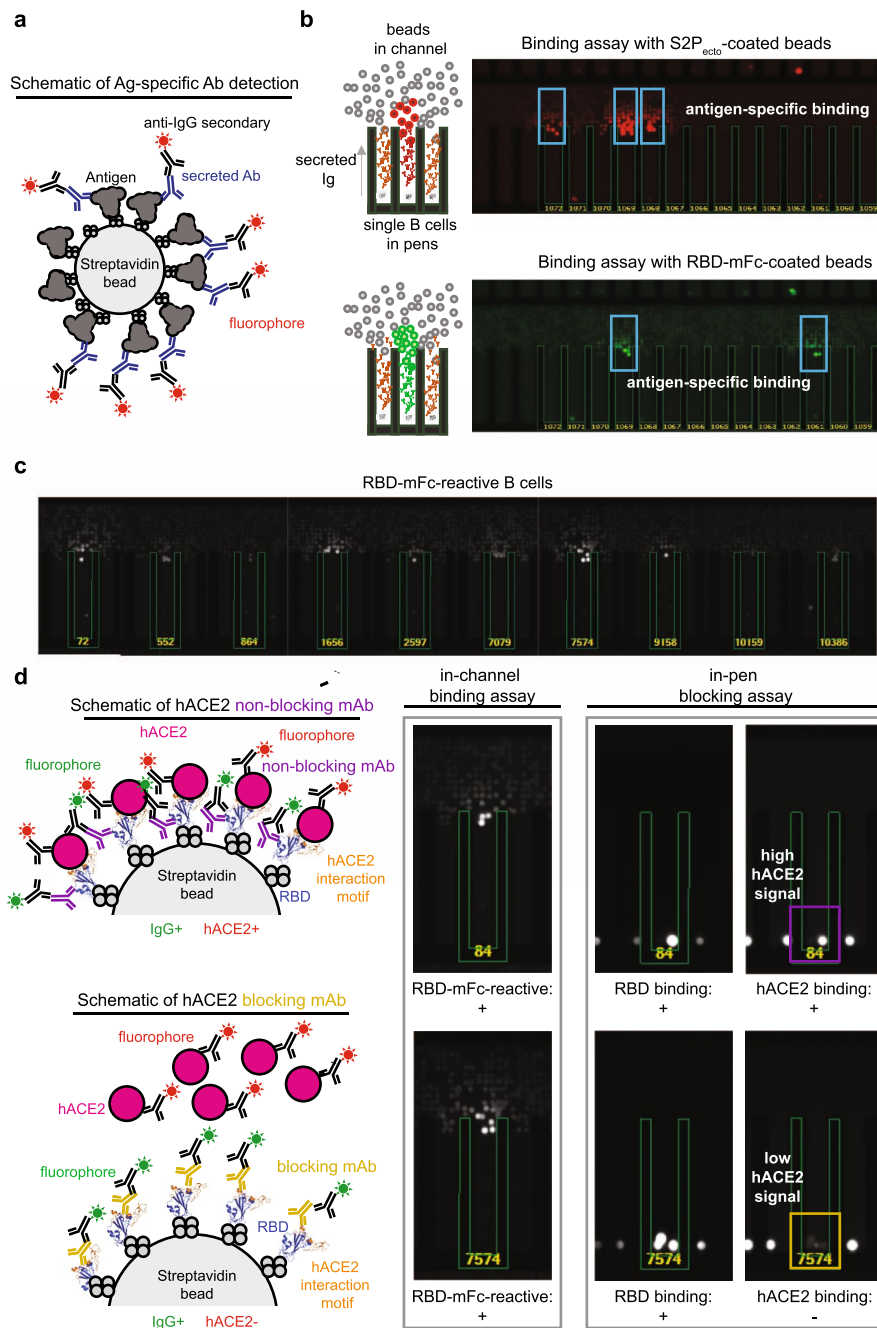 a
Schematic of Ag-specific Ab detection
anti-IgG secondary
Antigen
secreted Ab
Streptavidin
bead
fluorophore
b
beads
in channel
secreted
Ig
single B cells
in pens
Binding assay with S2Pecto-coated beads
antigen-specific binding
1072 1071 1070 1069 1068 1067 1066 1065 1064 1063 1062 1061 1060 1059
Binding assay with RBD-mFc-coated beads
antigen-specific binding
1072 1071 1070 1069 1068 1067 1066 1065 1064 1063 1062 1061 1060 1059
c
RBD-mFc-reactive B cells
72 552 864 1656 2597 7079 7574 9158 10159 10386
d
Schematic of hACE2 non-blocking mAb
hACE2
fluorophore
fluorophore
non-blocking mAb
hACE2
interaction
motif
RBD
Streptavidin
bead
IgG+ hACE2+
Schematic of hACE2 blocking mAb
fluorophore
hACE2
fluorophore
blocking mAb
RBD
hACE2
interaction
motif
Streptavidin
bead
IgG+ hACE2-
in-channel
binding assay
84
RBD-mFc-reactive:
+
7574
RBD-mFc-reactive:
+
in-pen
blocking assay
84
RBD binding:
+
high
hACE2
signal
84
hACE2 binding:
+
7574
RBD binding:
+
low
hACE2
signal
7574
hACE2 binding:
-